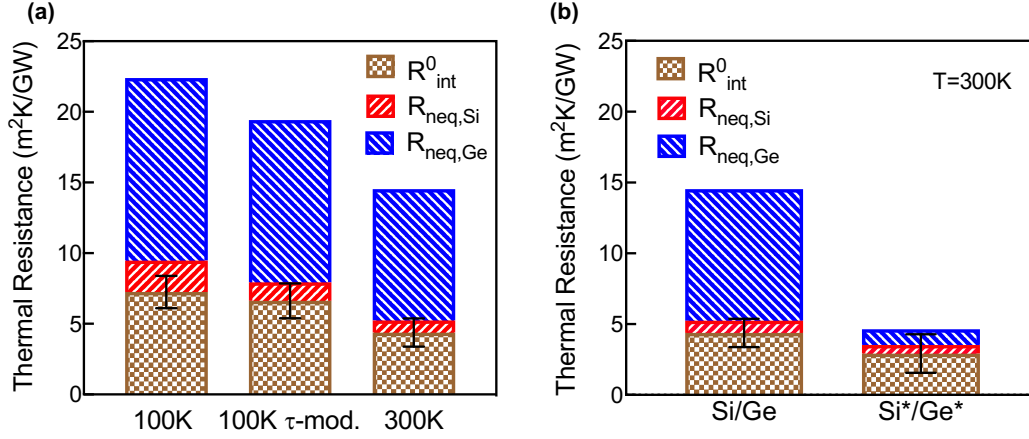 (a)
Thermal Resistance (m²K/GW)
25
20
15
10
5
0
R⁰int
Rneq,Si
Rneq,Ge
100K
100K τ-mod.
300K
(b)
Thermal Resistance (m²K/GW)
25
20
15
10
5
0
R⁰int
Rneq,Si
Rneq,Ge
T=300K
Si/Ge
Si*/Ge*